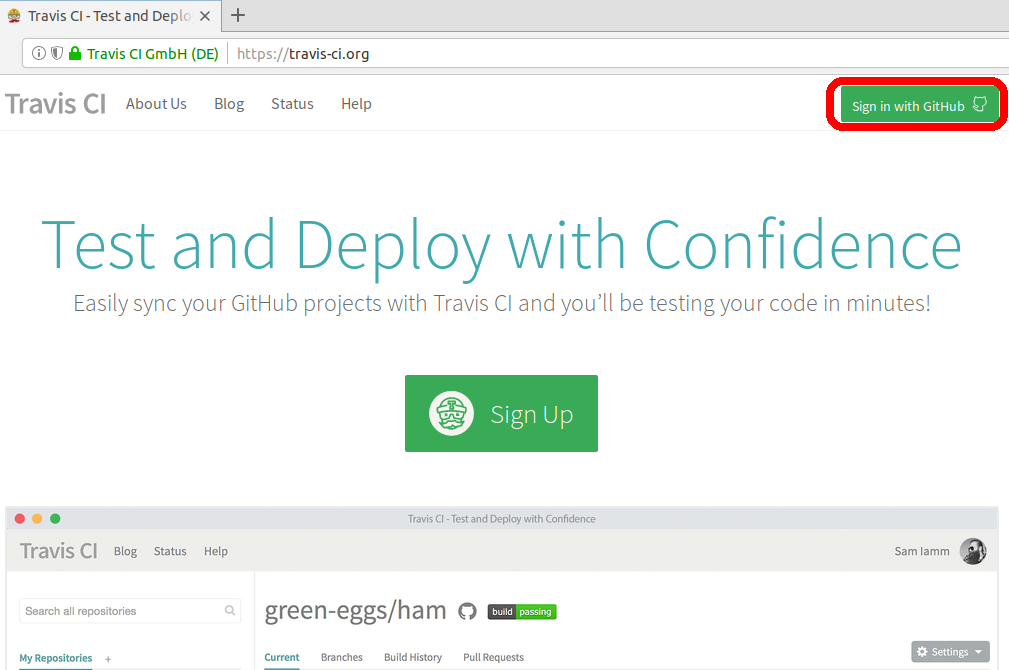 Travis CI - Test and Deplo
Travis CI GmbH (DE) https://travis-ci.org
Travis CI About Us Blog Status Help Sign in with GitHub
Test and Deploy with Confidence
Easily sync your GitHub projects with Travis CI and you’ll be testing your code in minutes!
Sign Up
Travis CI - Test and Deploy with Confidence
Travis CI Blog Status Help Sam Iamm
Search all repositories
green-eggs/ham build passing
My Repositories +
Current Branches Build History Pull Requests Settings